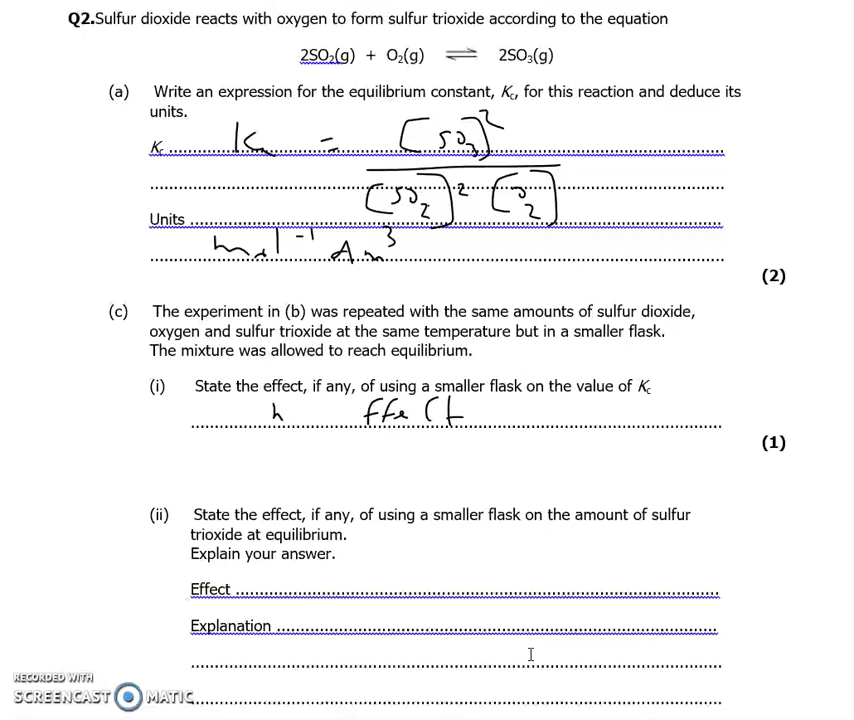 Q2.Sulfur dioxide reacts with oxygen to form sulfur trioxide according to the equation
2SO₂(g) + O₂(g) ⇌ 2SO₃(g)
(a) Write an expression for the equilibrium constant, Kc, for this reaction and deduce its
units.
Kc = [SO₃]²
[SO₂]² [O₂]
Units
mol⁻¹ dm³
(2)
(c) The experiment in (b) was repeated with the same amounts of sulfur dioxide,
oxygen and sulfur trioxide at the same temperature but in a smaller flask.
The mixture was allowed to reach equilibrium.
(i) State the effect, if any, of using a smaller flask on the value of Kc
ffect
(1)
(ii) State the effect, if any, of using a smaller flask on the amount of sulfur
trioxide at equilibrium.
Explain your answer.
Effect
Explanation
RECORDED WITH
SCREENCAST MATIC